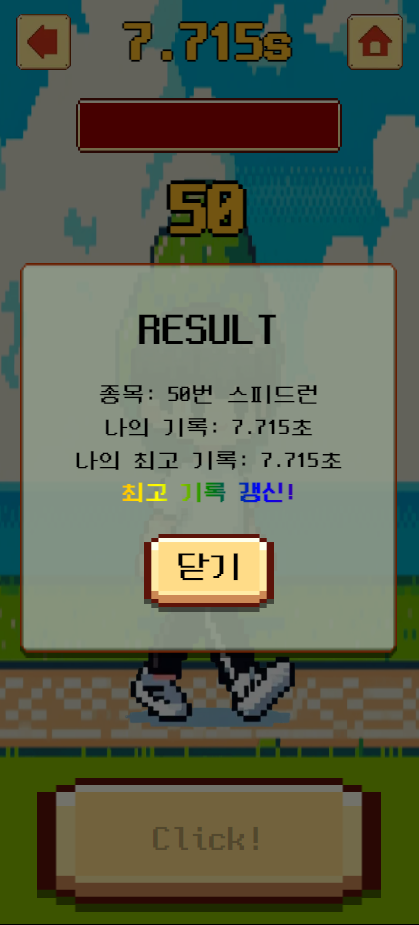 7.715s
50
RESULT
종목: 50번 스피드런
나의 기록: 7.715초
나의 최고 기록: 7.715초
최고 기록 갱신!
닫기
Click!